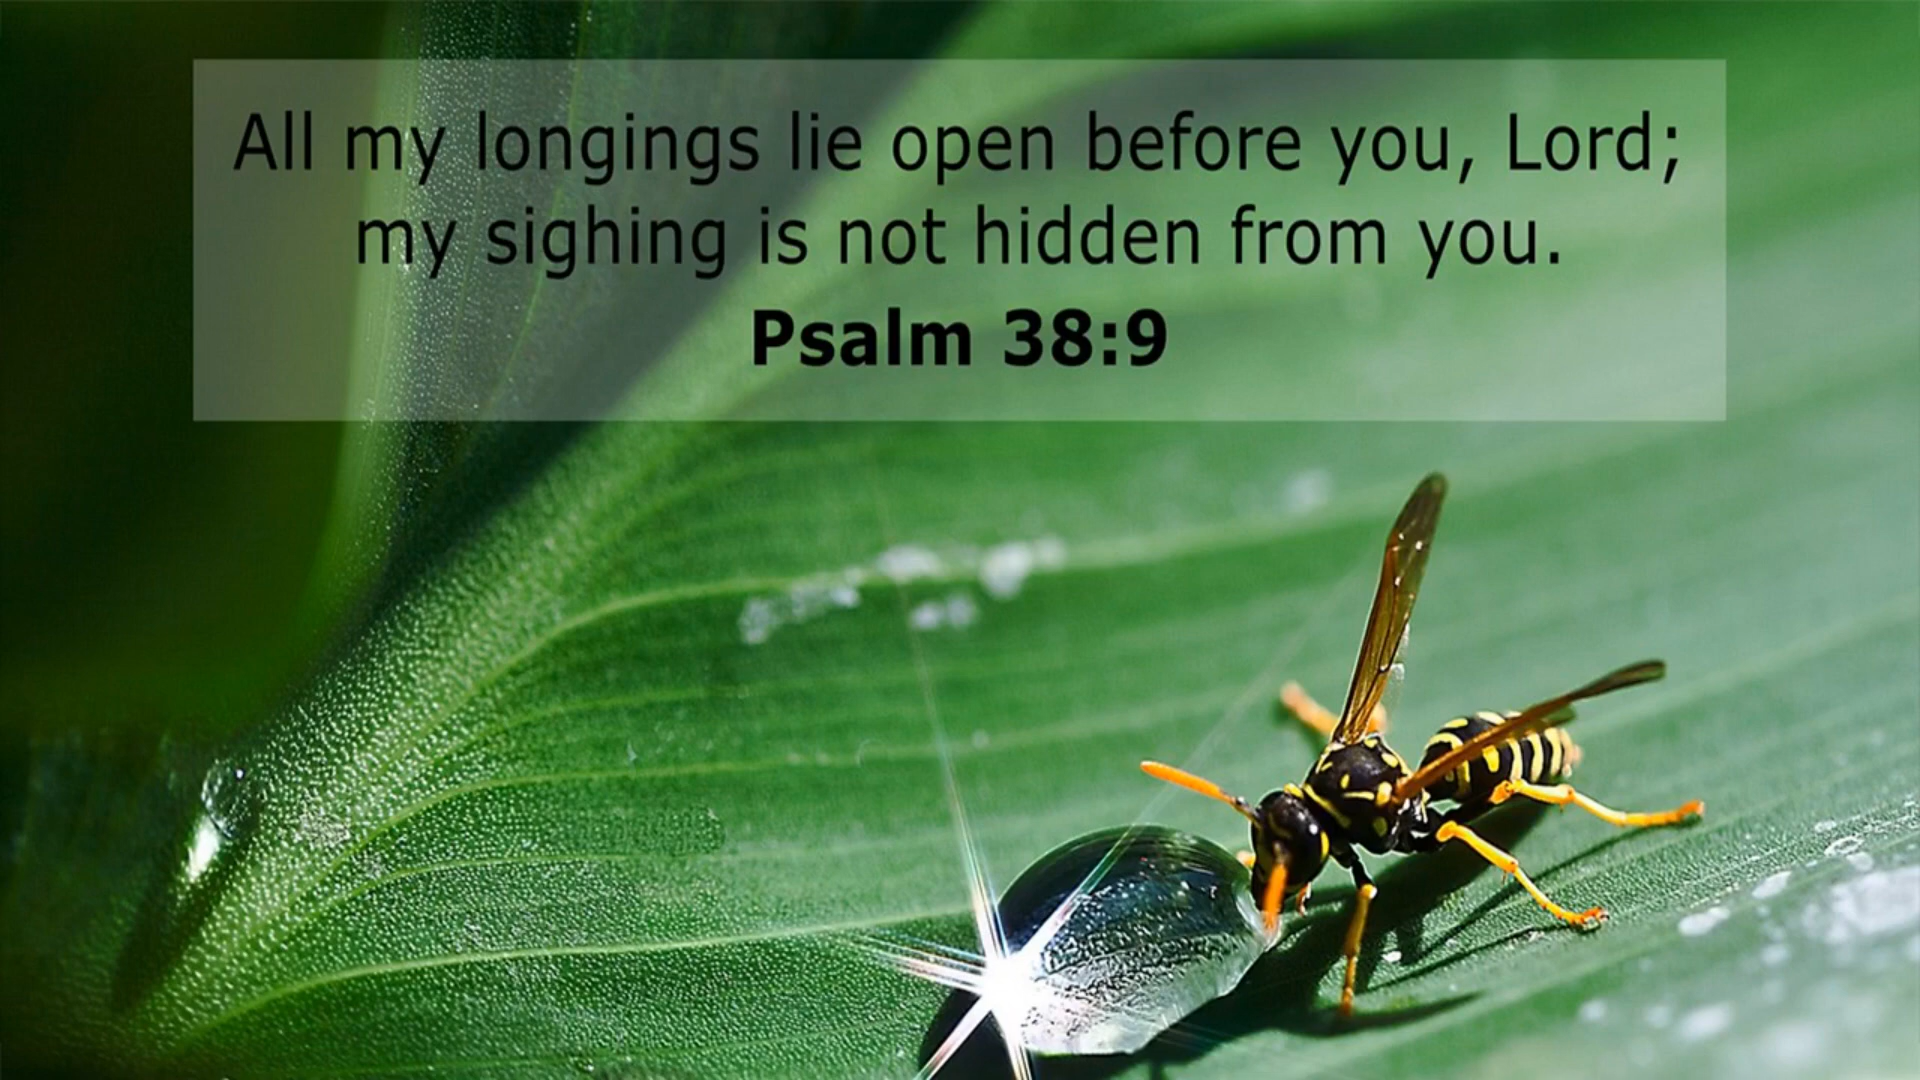 All my longings lie open before you, Lord;
my sighing is not hidden from you.
Psalm 38:9